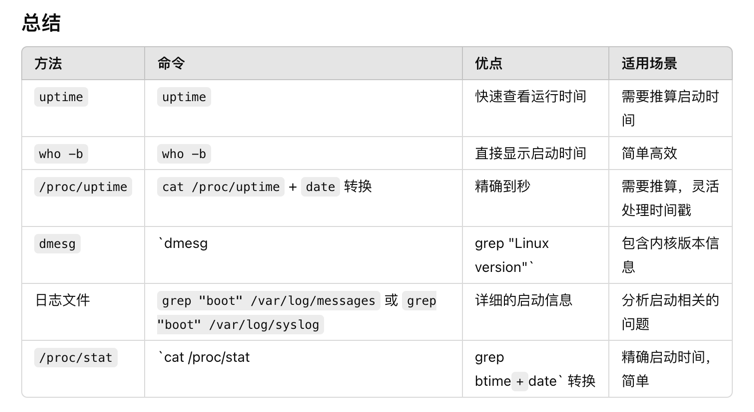 总结
方法 命令 优点 适用场景
uptime uptime 快速查看运行时间 需要推算启动时
间
who -b who -b 直接显示启动时间 简单高效
/proc/uptime cat /proc/uptime + date 转换 精确到秒 需要推算，灵活
处理时间戳
dmesg `dmesg grep "Linux 包含内核版本信
version"` 息
日志文件 grep "boot" /var/log/messages 或 grep 详细的启动信息 分析启动相关的
"boot" /var/log/syslog 问题
/proc/stat `cat /proc/stat grep 精确启动时间，
btime + date` 转换 简单